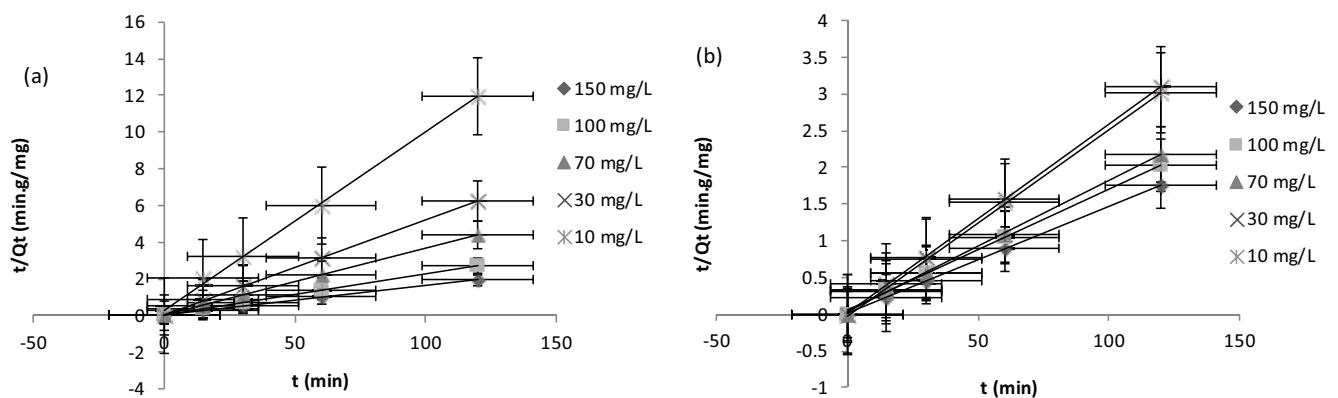 (a)
t/Qt (min.g/mg)
16
14
12
10
8
6
4
2
0
-2
-4
-50
0
50
100
150
t (min)
150 mg/L
100 mg/L
70 mg/L
30 mg/L
10 mg/L
(b)
t/Qt (min.g/mg)
4
3.5
3
2.5
2
1.5
1
0.5
0
-0.5
-1
-50
0
50
100
150
t (min)
150 mg/L
100 mg/L
70 mg/L
30 mg/L
10 mg/L